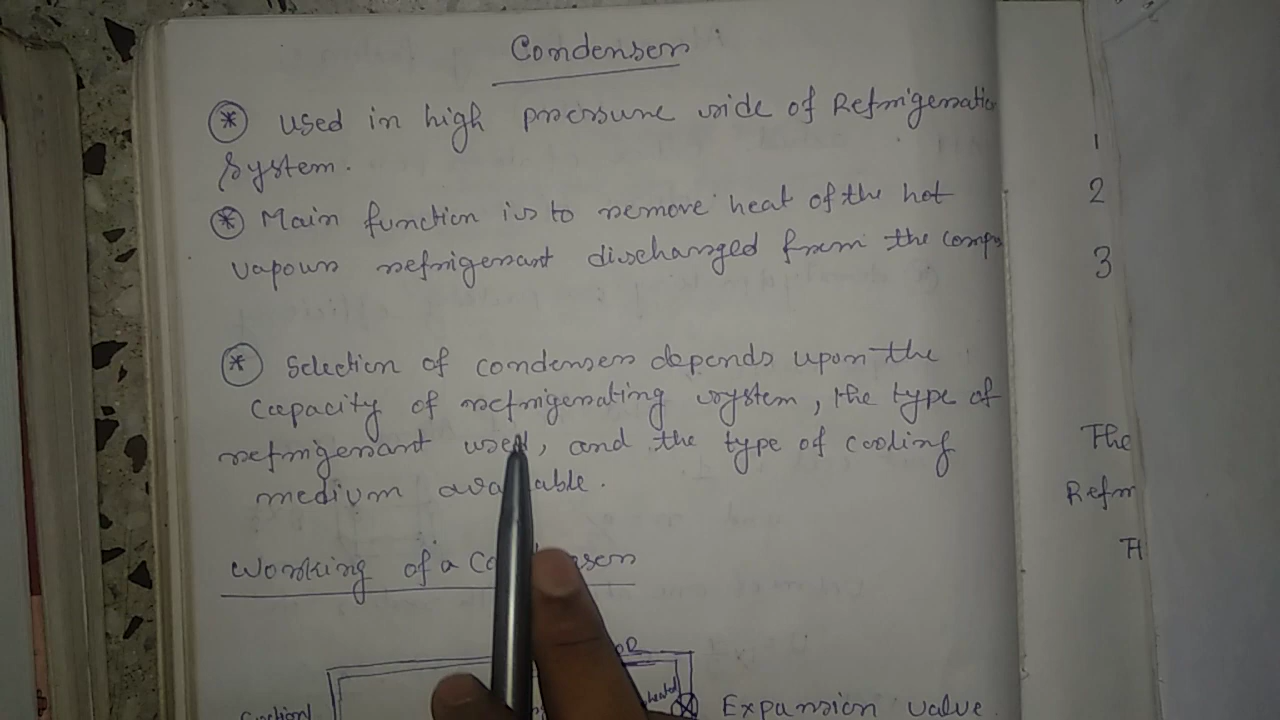 Condenser
* used in high pressure side of Refrigeratio
System.
* Main function is to remove heat of the hot
vapour refrigerant discharged from the comp
* Selection of condenser depends upon the
capacity of refrigerating system, the type of
refrigerant used, and the type of cooling
medium available.
Working of a
Expansion valve
1
2
3
The
Refr